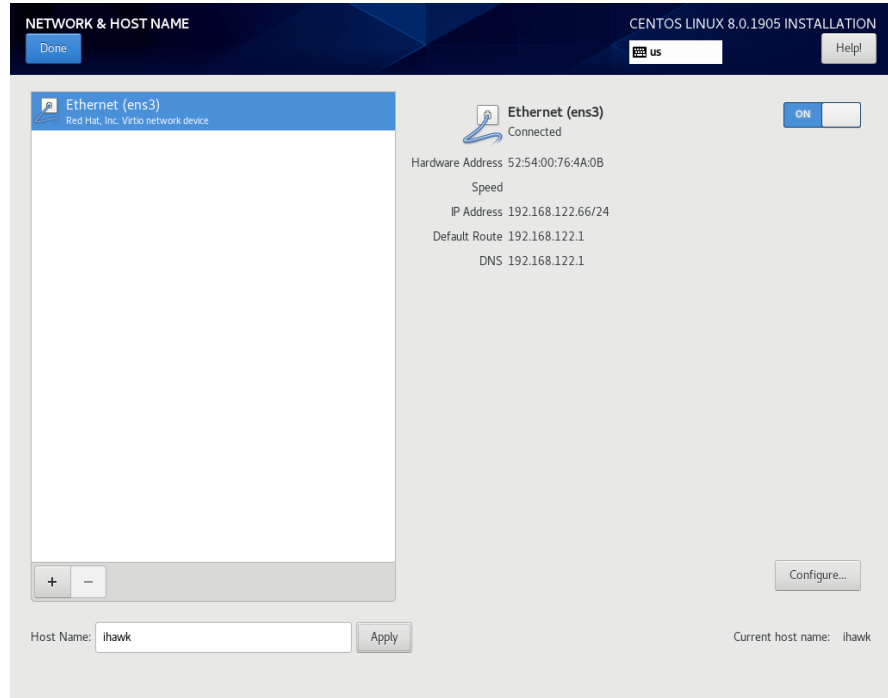 NETWORK & HOST NAME
CENTOS LINUX 8.0.1905 INSTALLATION
Done
us
Help!
Ethernet (ens3)
Red Hat, Inc. Virtio network device
Ethernet (ens3)
Connected
ON
Hardware Address 52:54:00:76:4A:0B
Speed
IP Address 192.168.122.66/24
Default Route 192.168.122.1
DNS 192.168.122.1
+ −
Configure...
Host Name: ihawk Apply
Current host name: ihawk